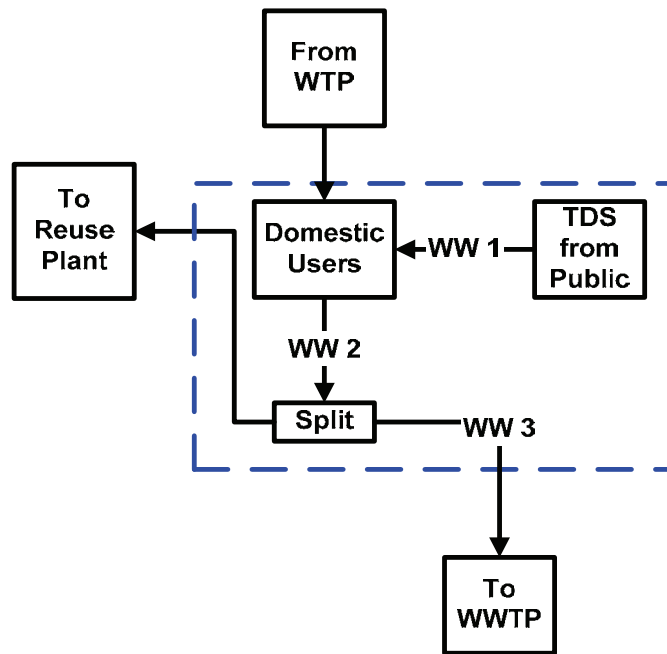 From
WTP
To
Reuse
Plant
Domestic
Users
WW 1
TDS
from
Public
WW 2
Split
WW 3
To
WWTP